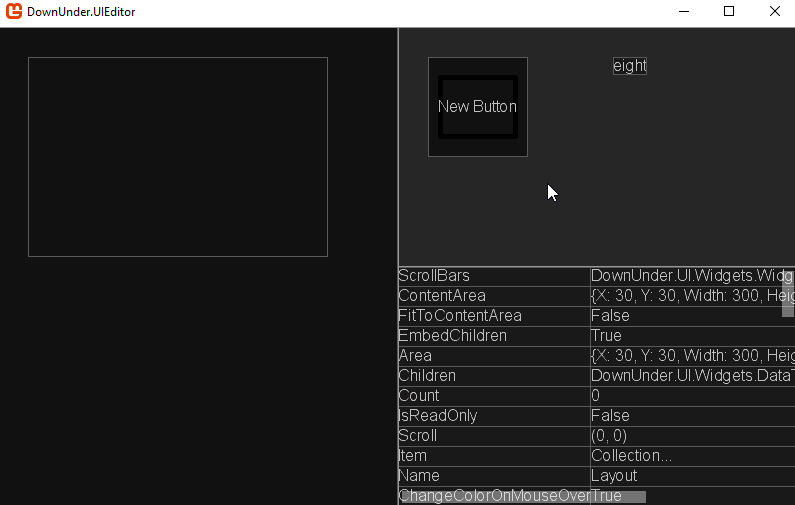 DownUnder.UIEditor
New Button
eight
ScrollBars DownUnder.UI.Widgets.Widg
ContentArea {X: 30, Y: 30, Width: 300, Heig
FitToContentArea False
EmbedChildren True
Area {X: 30, Y: 30, Width: 300, Heig
Children DownUnder.UI.Widgets.DataT
Count 0
IsReadOnly False
Scroll (0, 0)
Item Collection...
Name Layout
ChangeColorOnMouseOver True